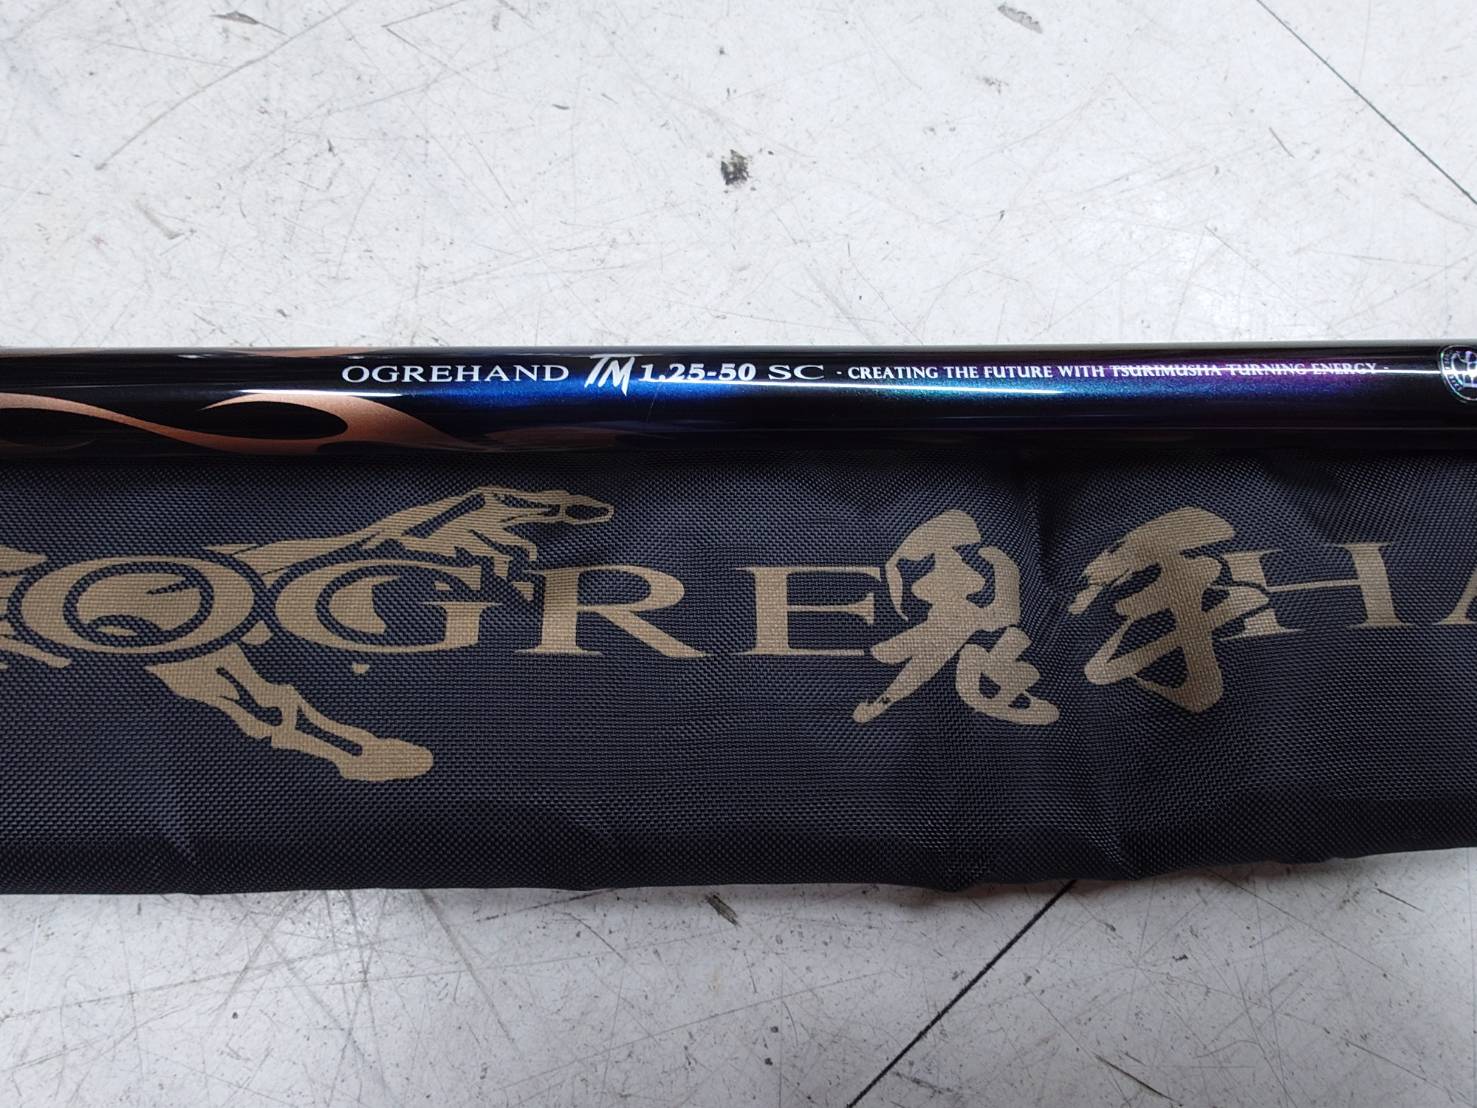 OGREHAND TM 1.25-50 SC · CREATING THE FUTURE WITH TSURIMUSHA TURNING ENERGY ·
OGRE鬼手HA